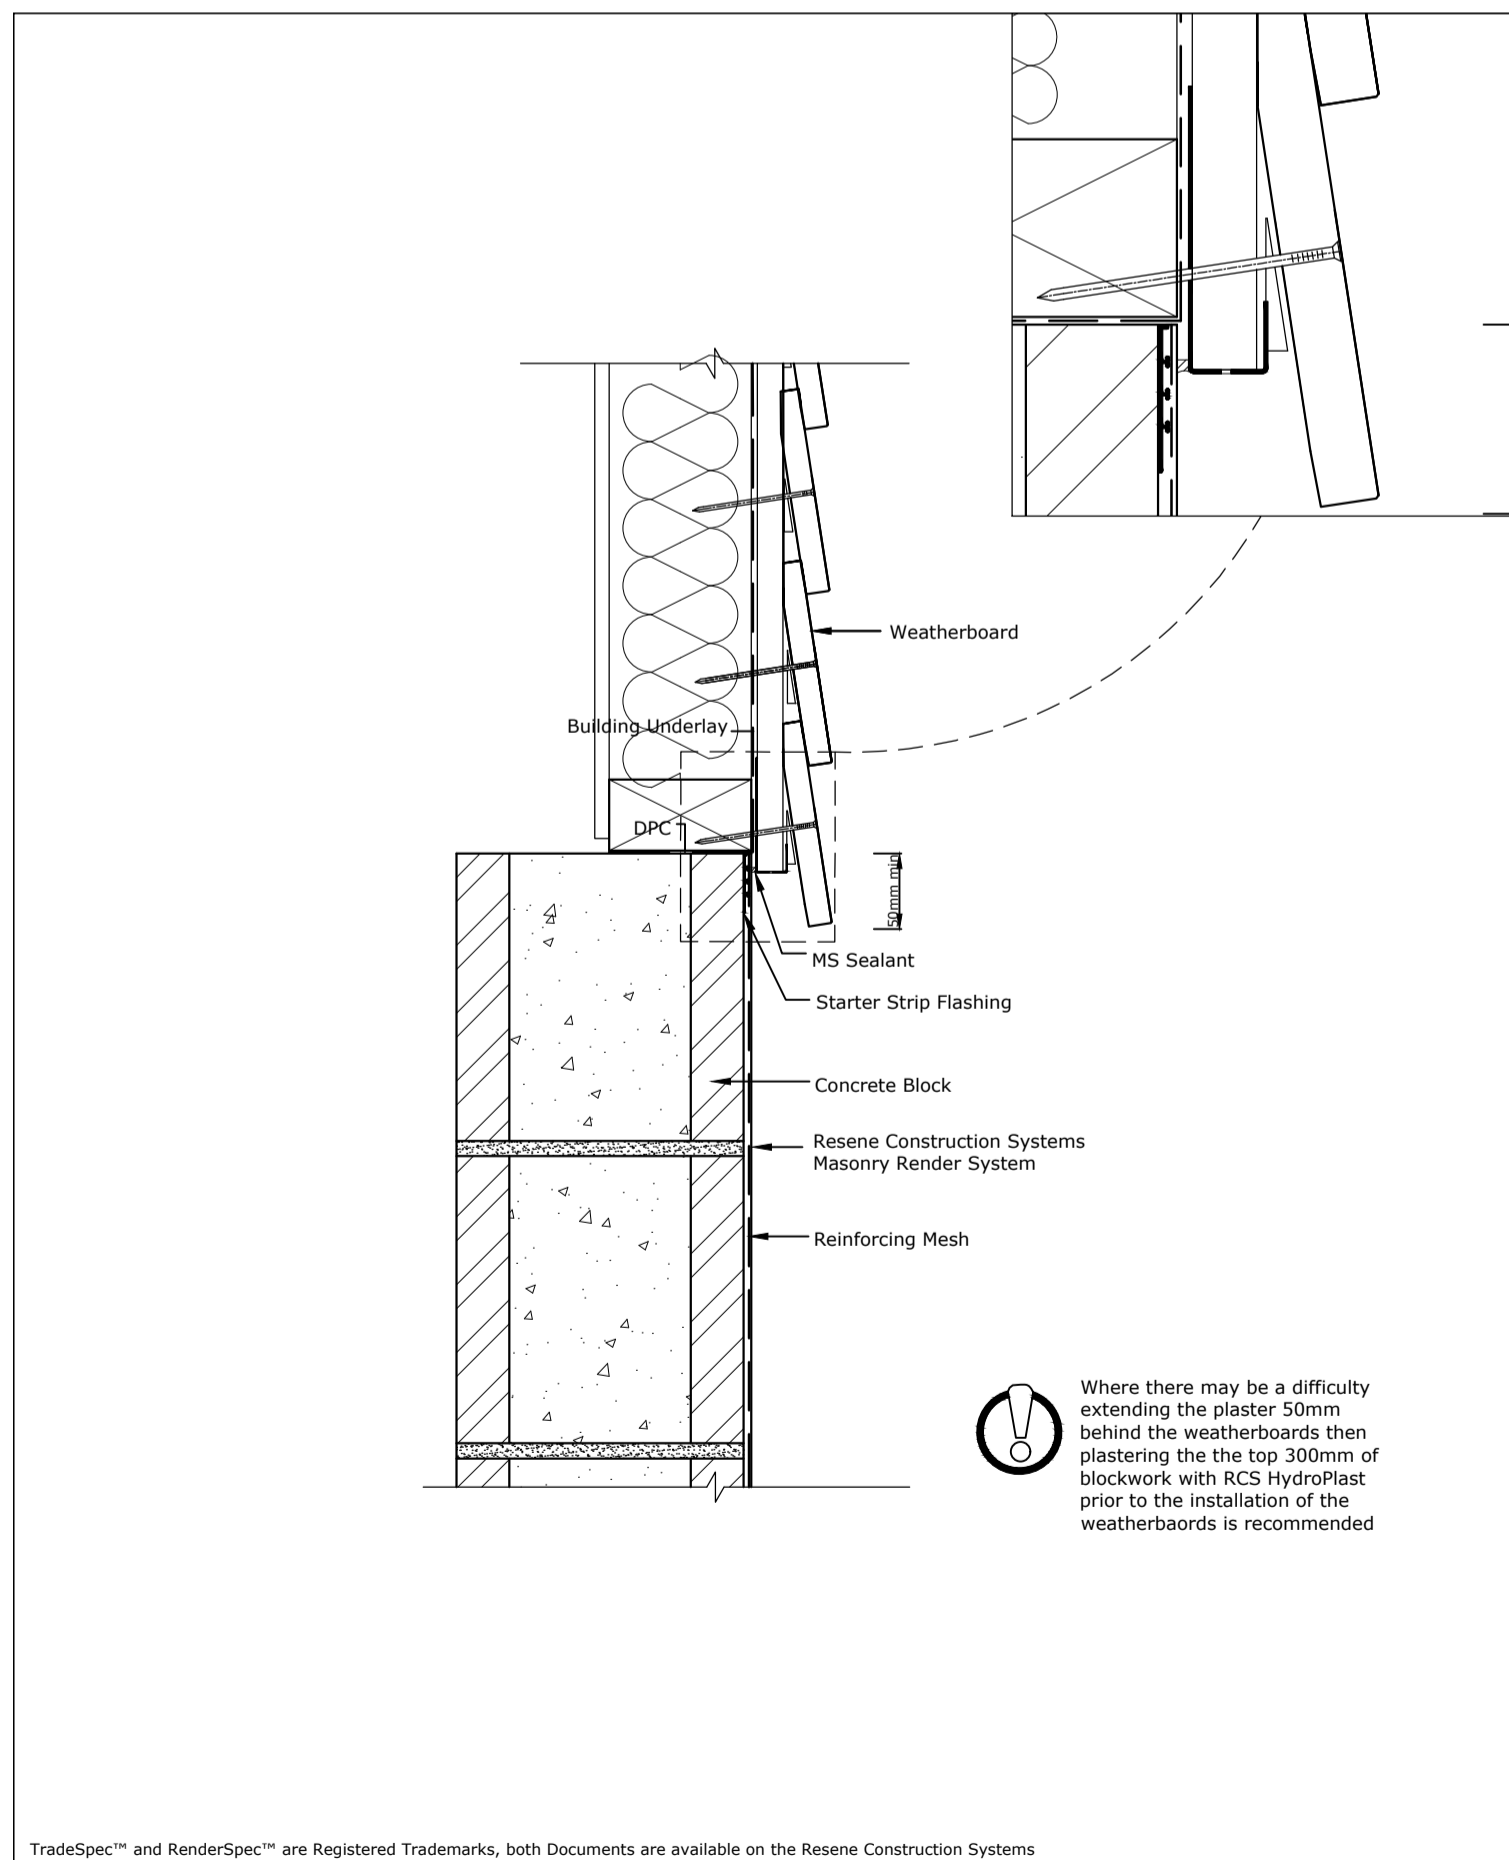 Weatherboard
Building Underlay
DPC
50mm min
MS Sealant
Starter Strip Flashing
Concrete Block
Resene Construction Systems
Masonry Render System
Reinforcing Mesh
Where there may be a difficulty
extending the plaster 50mm
behind the weatherboards then
plastering the the top 300mm of
blockwork with RCS HydroPlast
prior to the installation of the
weatherbaords is recommended
TradeSpec™ and RenderSpec™ are Registered Trademarks, both Documents are available on the Resene Construction Systems